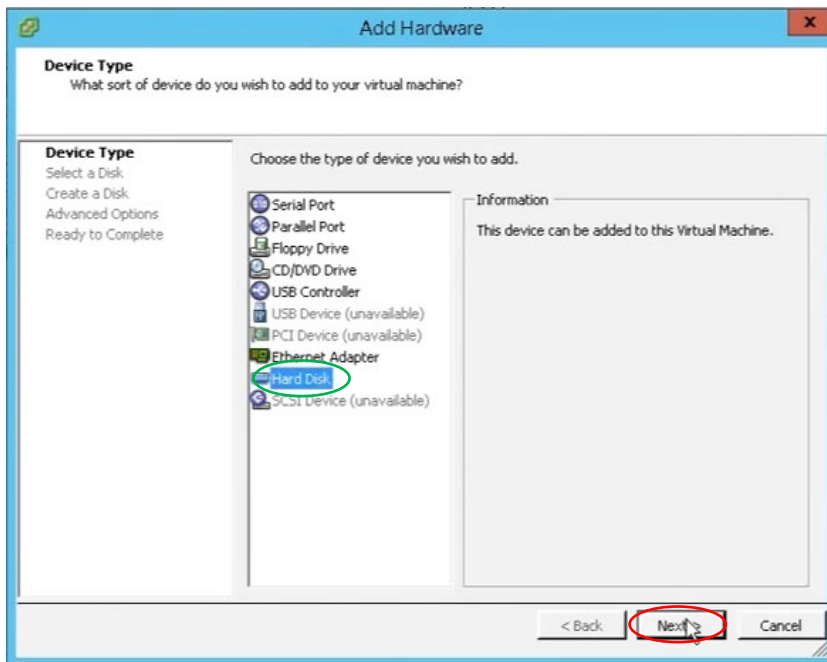 Add Hardware
x
Device Type
What sort of device do you wish to add to your virtual machine?
Device Type
Select a Disk
Create a Disk
Advanced Options
Ready to Complete
Choose the type of device you wish to add.
Serial Port
Parallel Port
Floppy Drive
CD/DVD Drive
USB Controller
USB Device (unavailable)
PCI Device (unavailable)
Ethernet Adapter
Hard Disk
SCSI Device (unavailable)
Information
This device can be added to this Virtual Machine.
< Back
Next >
Cancel